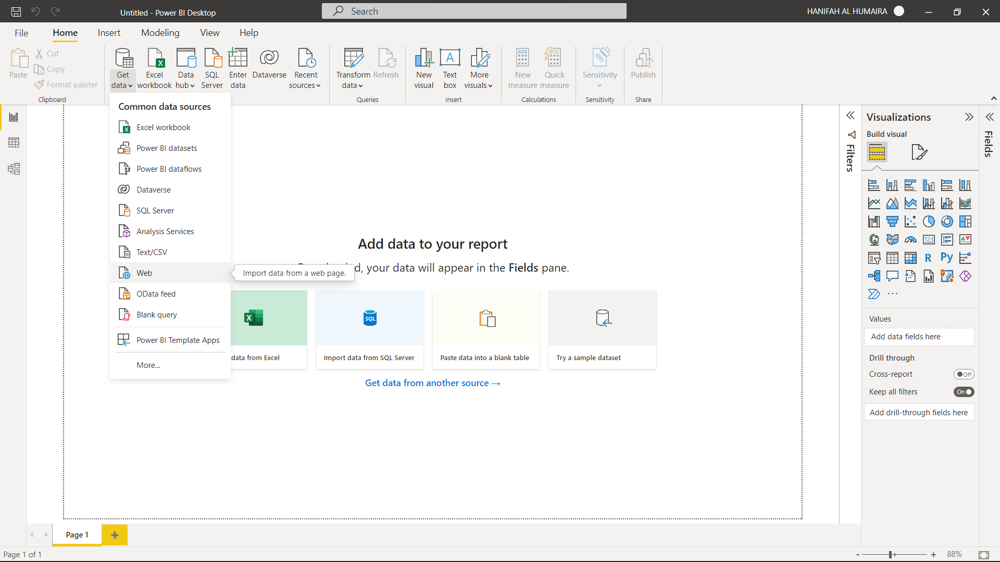 Untitled - Power BI Desktop
Search
HANIFAH AL HUMAIRA
File Home Insert Modeling View Help
Paste
Cut
Copy
Format painter
Clipboard
Get data
Excel workbook
Data hub
SQL Server
Enter data
Dataverse
Recent sources
Transform data
Refresh
Queries
New visual
Text box
More visuals
Insert
New measure
Quick measure
Calculations
Sensitivity
Sensitivity
Publish
Share
Common data sources
Excel workbook
Power BI datasets
Power BI dataflows
Dataverse
SQL Server
Analysis Services
Text/CSV
Web
OData feed
Blank query
Power BI Template Apps
More...
Import data from a web page.
Add data to your report
your data will appear in the Fields pane.
data from Excel
SQL
Import data from SQL Server
Paste data into a blank table
Try a sample dataset
Get data from another source →
Filters
Visualizations
Build visual
123
R
Py
...
Values
Add data fields here
Drill through
Cross-report
Off
Keep all filters
On
Add drill-through fields here
Fields
Page 1
Page 1 of 1
- + 88%